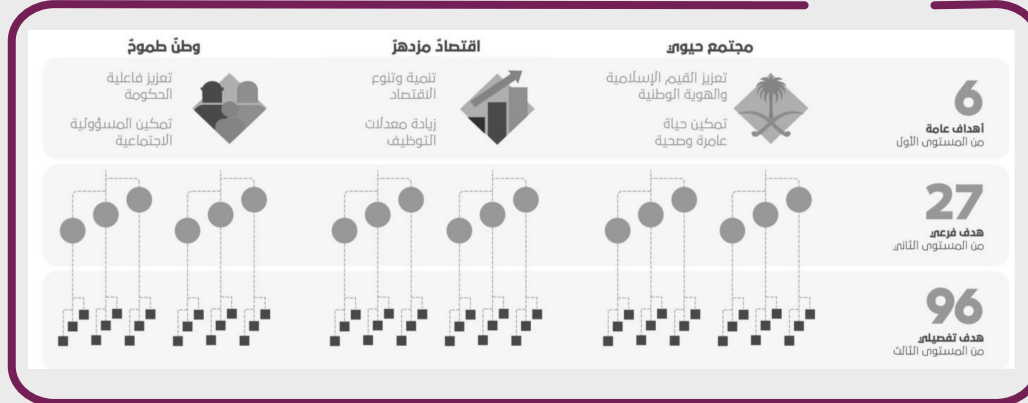 مجتمع حيوي
اقتصادٌ مزدهرٌ
وطنٌ طموحٌ
6
أهداف عامة
من المستوى الأول
تعزيز القيم الإسلامية
والهوية الوطنية
تمكين حياة
عامرة وصحية
تنمية وتنوع
الاقتصاد
زيادة معدلات
التوظيف
تعزيز فاعلية
الحكومة
تمكين المسؤولية
الاجتماعية
27
هدف فرعي
من المستوى الثاني
96
هدف تفصيلي
من المستوى الثالث